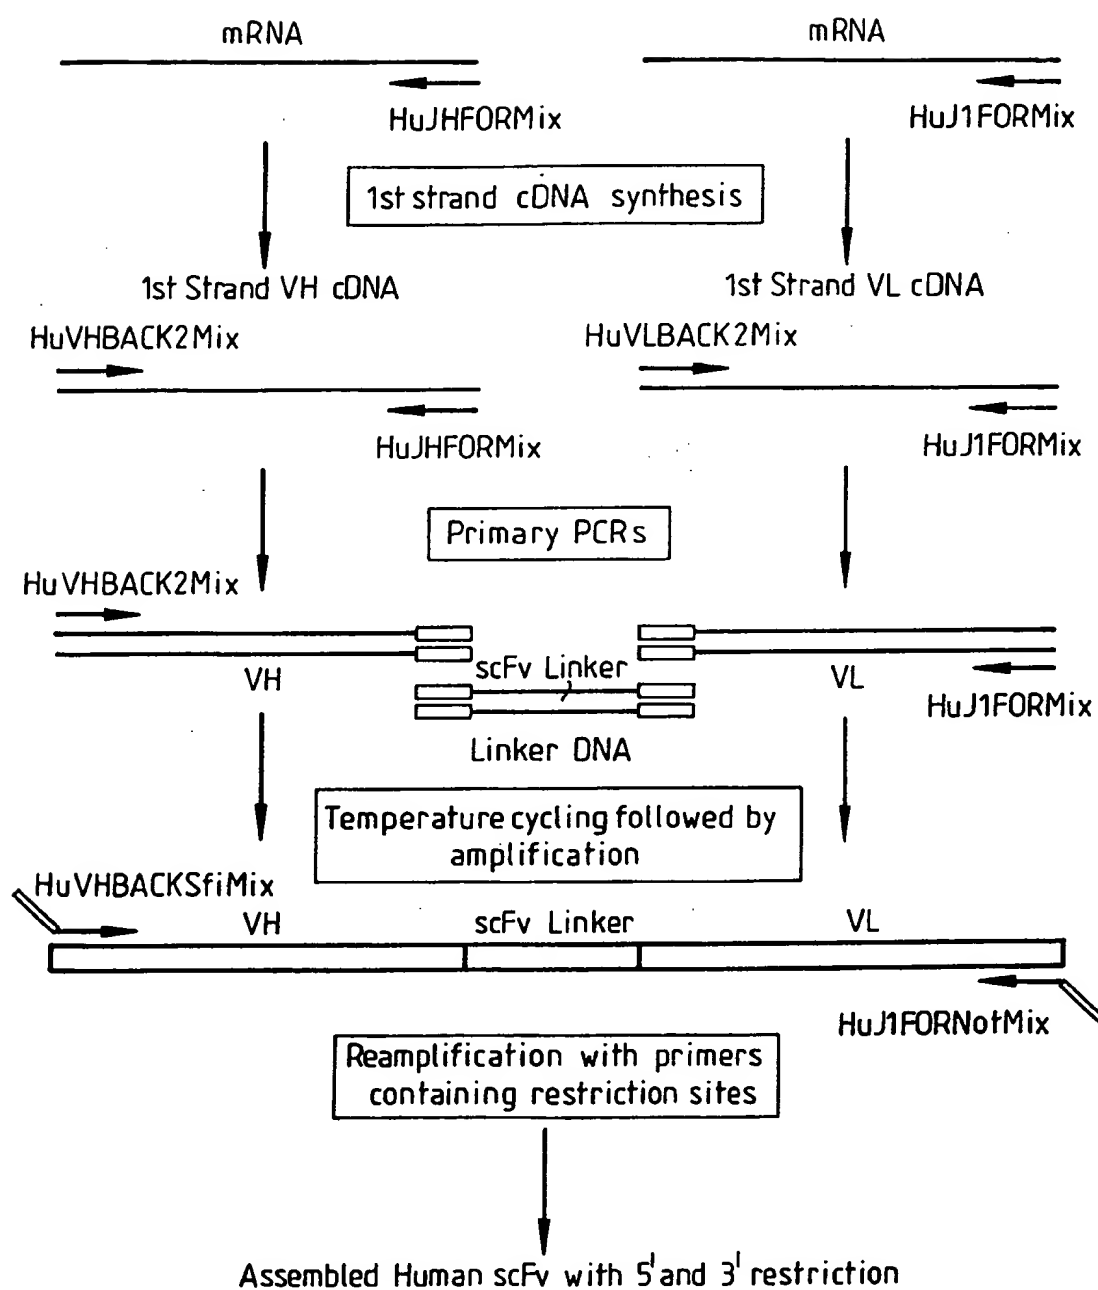 mRNA
mRNA
HuJHFORMix
HuJ1FORMix
1st strand cDNA synthesis
1st Strand VH cDNA
1st Strand VL cDNA
HuVHBACK2Mix
HuVLBACK2Mix
HuJHFORMix
HuJ1FORMix
Primary PCRs
HuVHBACK2Mix
VH
scFv Linker
VL
HuJ1FORMix
Linker DNA
Temperature cycling followed by
amplification
HuVHBACKSfiMix
VH
scFv Linker
VL
HuJ1FORNotMix
Reamplification with primers
containing restriction sites
Assembled Human scFv with 5' and 3' restriction